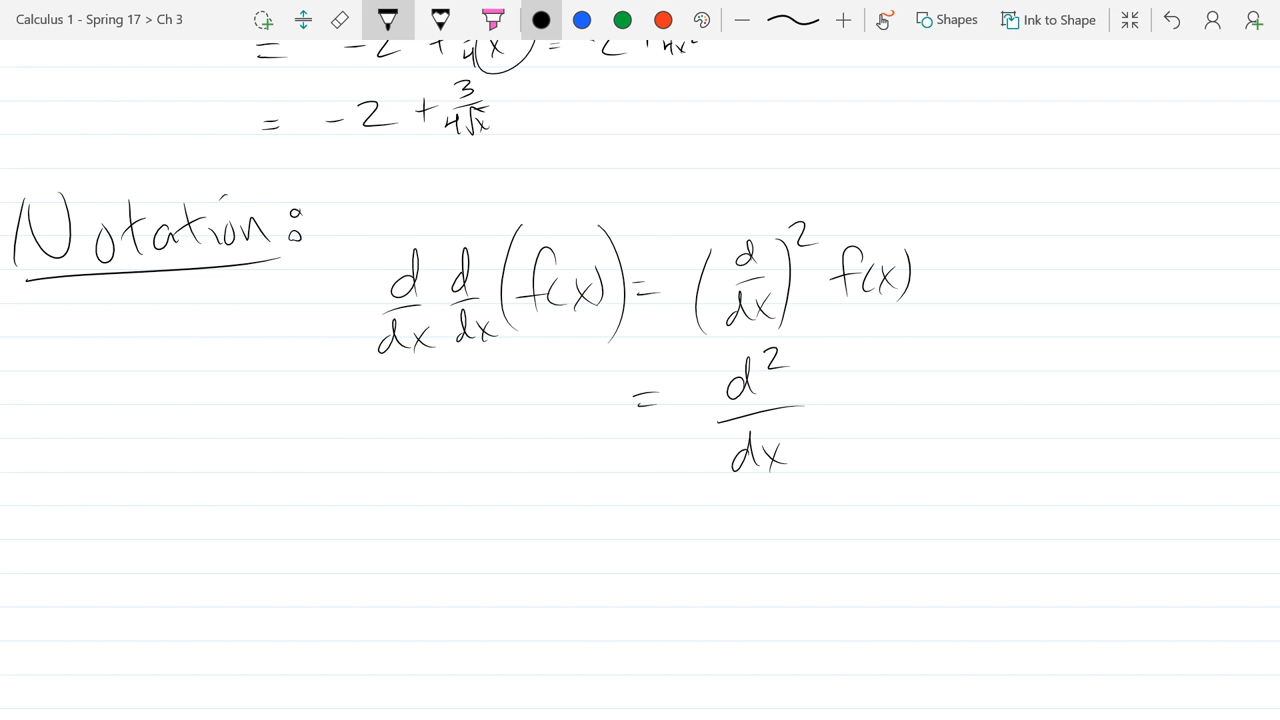 Calculus 1 - Spring 17 > Ch 3
Shapes
Ink to Shape
= -2 + 3/(4√x)
Notation:
d/dx d/dx (f(x)) = (d/dx)² f(x)
= d²/dx